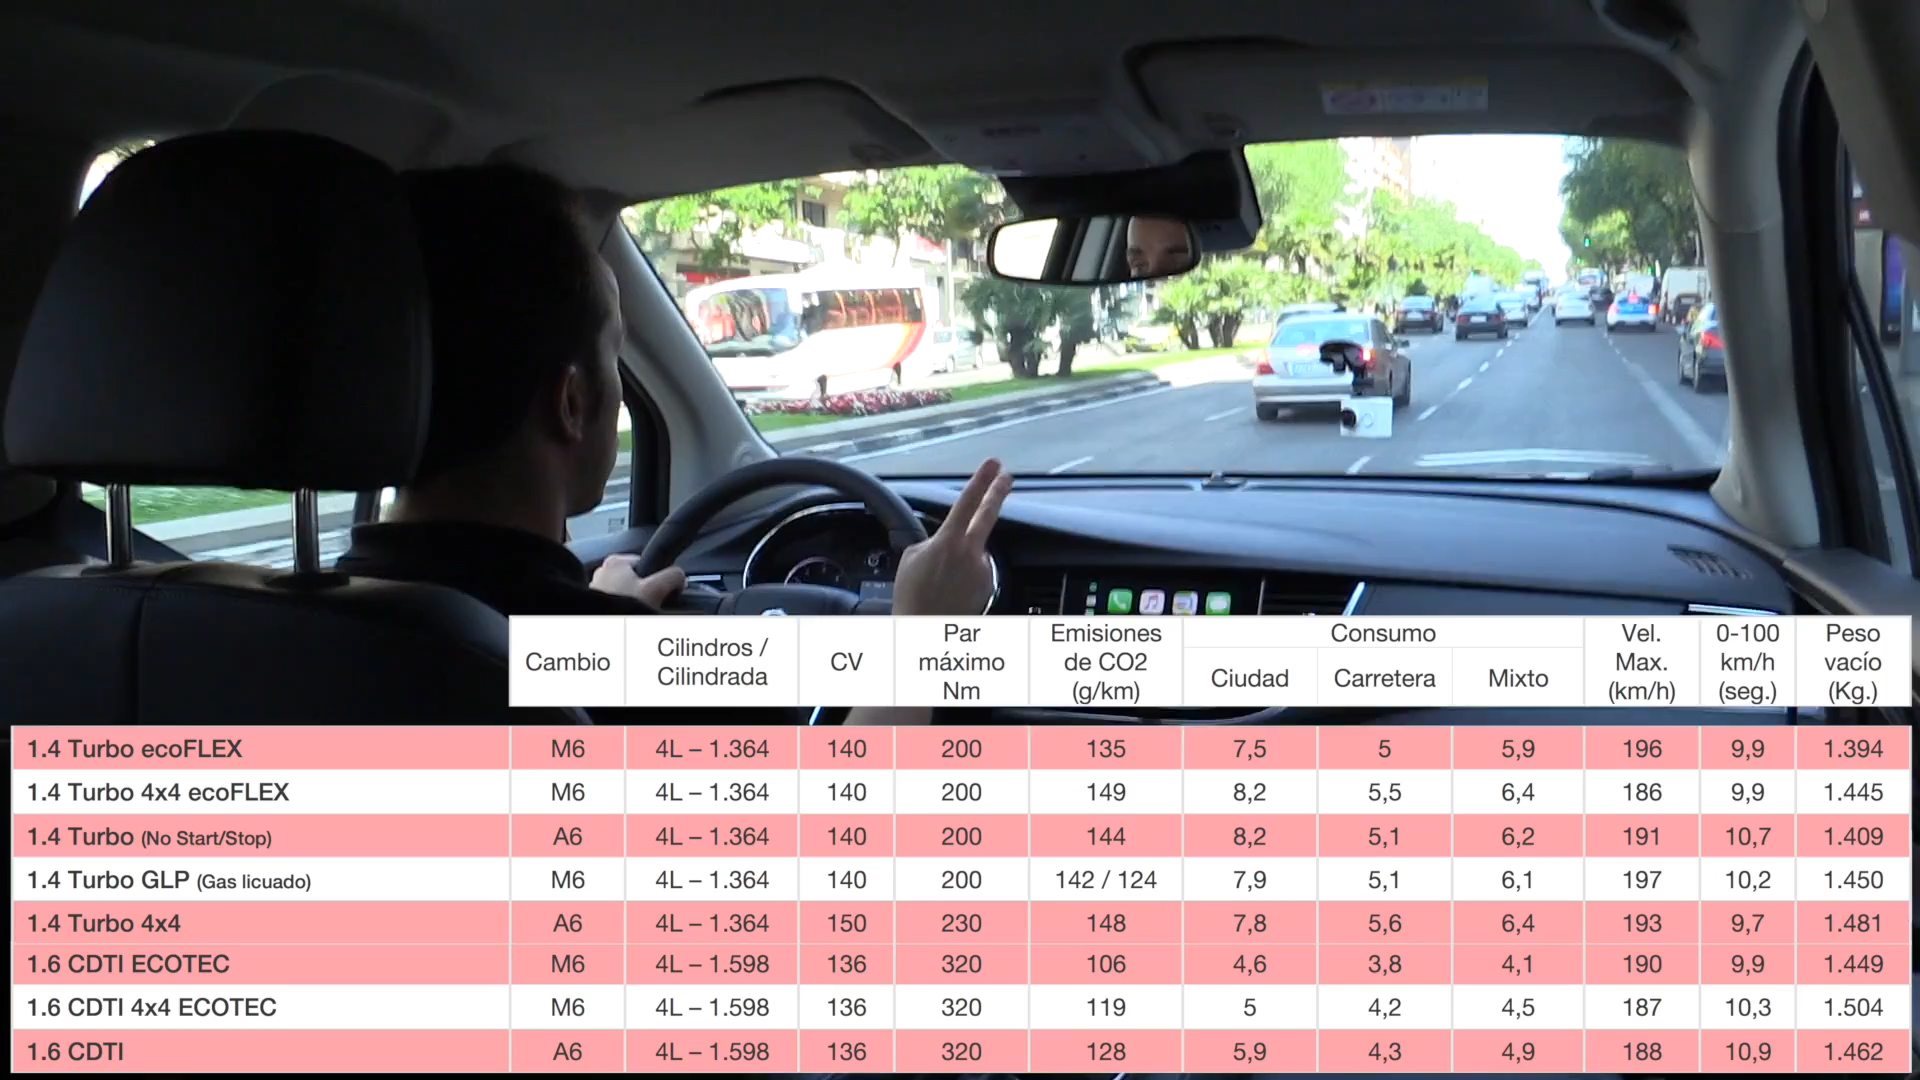 Cambio
Cilindros /
Cilindrada
CV
Par
máximo
Nm
Emisiones
de CO2
(g/km)
Consumo
Ciudad Carretera Mixto
Vel.
Max.
(km/h)
0-100
km/h
(seg.)
Peso
vacío
(Kg.)
1.4 Turbo ecoFLEX M6 4L – 1.364 140 200 135 7,5 5 5,9 196 9,9 1.394
1.4 Turbo 4x4 ecoFLEX M6 4L – 1.364 140 200 149 8,2 5,5 6,4 186 9,9 1.445
1.4 Turbo (No Start/Stop) A6 4L – 1.364 140 200 144 8,2 5,1 6,2 191 10,7 1.409
1.4 Turbo GLP (Gas licuado) M6 4L – 1.364 140 200 142 / 124 7,9 5,1 6,1 197 10,2 1.450
1.4 Turbo 4x4 A6 4L – 1.364 150 230 148 7,8 5,6 6,4 193 9,7 1.481
1.6 CDTI ECOTEC M6 4L – 1.598 136 320 106 4,6 3,8 4,1 190 9,9 1.449
1.6 CDTI 4x4 ECOTEC M6 4L – 1.598 136 320 119 5 4,2 4,5 187 10,3 1.504
1.6 CDTI A6 4L – 1.598 136 320 128 5,9 4,3 4,9 188 10,9 1.462